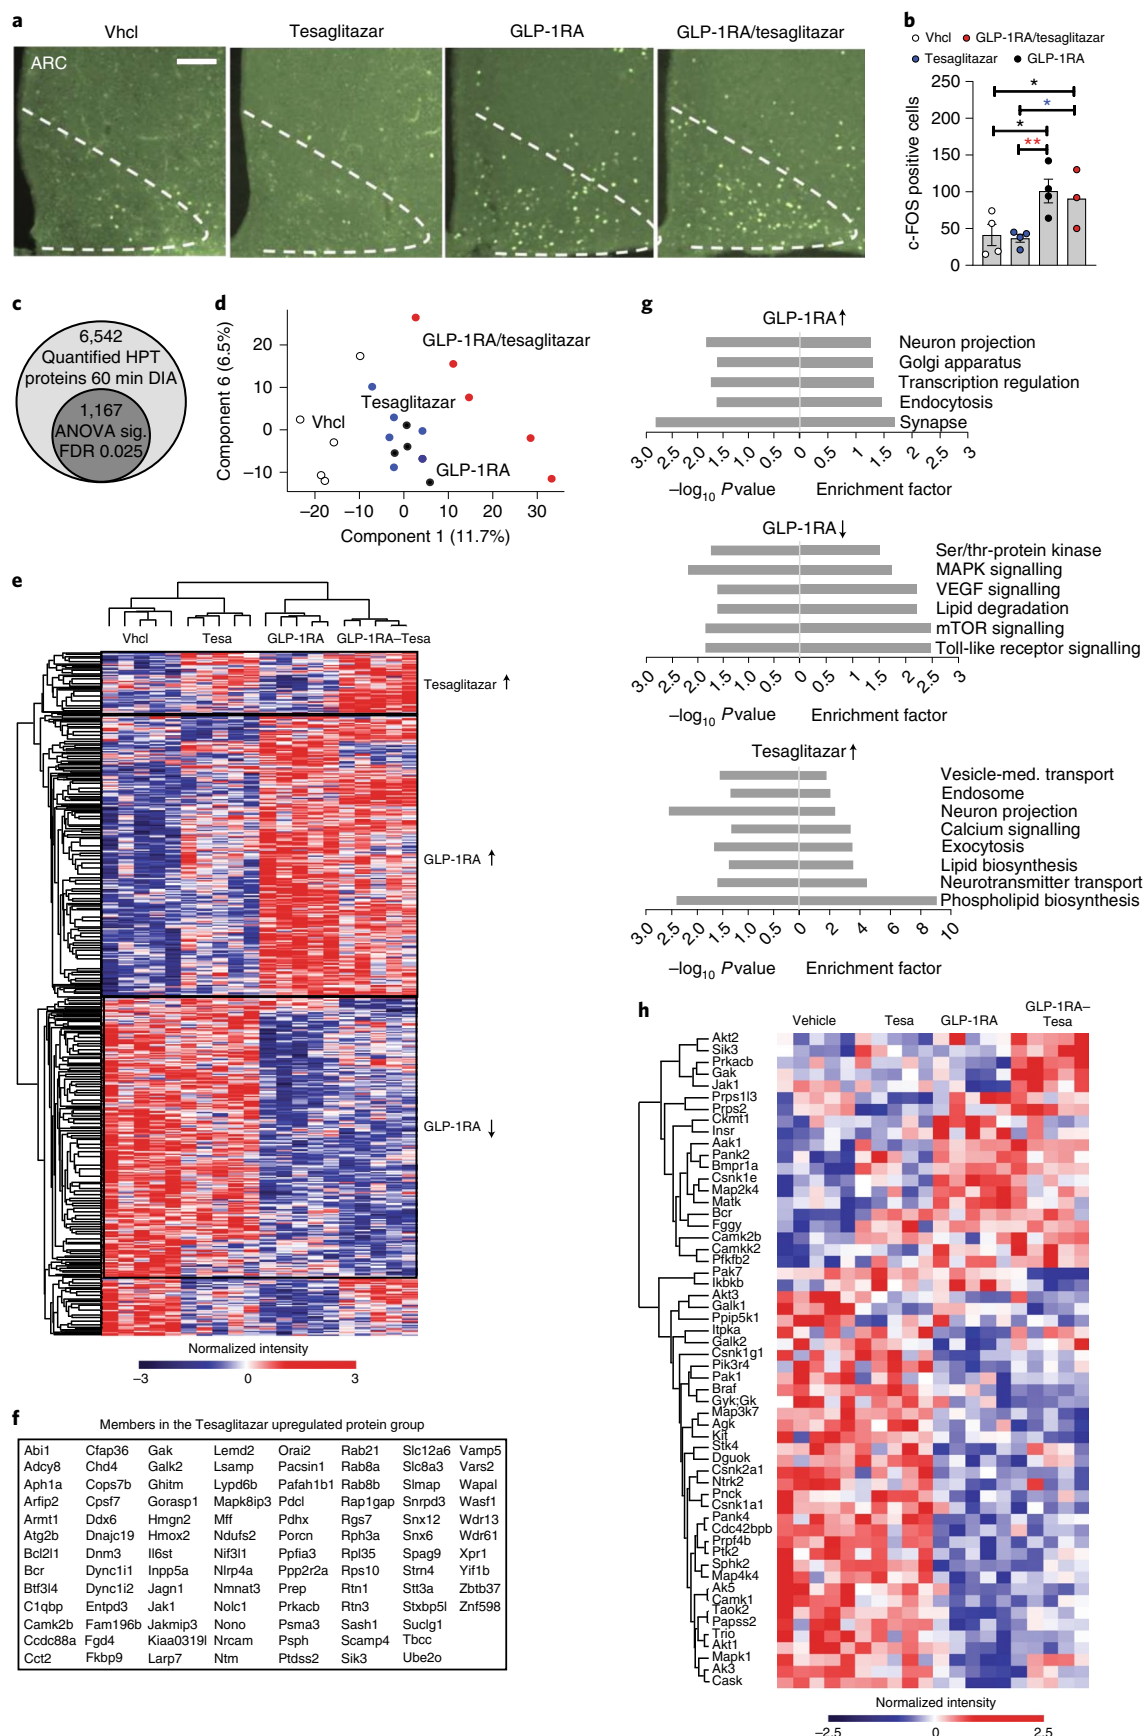 a
Vhcl
Tesaglitazar
GLP-1RA
GLP-1RA/tesaglitazar
ARC
b
Vhcl
GLP-1RA/tesaglitazar
Tesaglitazar
GLP-1RA
250
200
150
100
50
0
c-FOS positive cells
*
*
*
**
c
6,542
Quantified HPT
proteins 60 min DIA
1,167
ANOVA sig.
FDR 0.025
d
GLP-1RA/tesaglitazar
Tesaglitazar
Vhcl
GLP-1RA
20
10
0
−10
Component 6 (6.5%)
−20 −10 0 10 20 30
Component 1 (11.7%)
g
GLP-1RA↑
Neuron projection
Golgi apparatus
Transcription regulation
Endocytosis
Synapse
3.0 2.5 2.0 1.5 1.0 0.5 0 0.5 1 1.5 2 2.5 3
−log10 P value Enrichment factor
GLP-1RA↓
Ser/thr-protein kinase
MAPK signalling
VEGF signalling
Lipid degradation
mTOR signalling
Toll-like receptor signalling
3.0 2.5 2.0 1.5 1.0 0.5 0 0.5 1 1.5 2 2.5 3
−log10 P value Enrichment factor
Tesaglitazar↑
Vesicle-med. transport
Endosome
Neuron projection
Calcium signalling
Exocytosis
Lipid biosynthesis
Neurotransmitter transport
Phospholipid biosynthesis
3.0 2.5 2.0 1.5 1.0 0.5 0 2 4 6 8 10
−log10 P value Enrichment factor
e
Vhcl Tesa GLP-1RA GLP-1RA–Tesa
Tesaglitazar ↑
GLP-1RA ↑
GLP-1RA ↓
Normalized intensity
−3 0 3
f
Members in the Tesaglitazar upregulated protein group
Abi1 Cfap36 Gak Lemd2 Orai2 Rab21 Slc12a6 Vamp5
Adcy8 Chd4 Galk2 Lsamp Pacsin1 Rab8a Slc8a3 Vars2
Aph1a Cops7b Ghitm Lypd6b Pafah1b1 Rab8b Slmap Wapal
Arfip2 Cpsf7 Gorasp1 Mapk8ip3 Pdcl Rap1gap Snrpd3 Wasf1
Armt1 Ddx6 Hmgn2 Mff Pdhx Rgs7 Snx12 Wdr13
Atg2b Dnajc19 Hmox2 Ndufs2 Porcn Rph3a Snx6 Wdr61
Bcl2l1 Dnm3 Il6st Nif3l1 Ppfia3 Rpl35 Spag9 Xpr1
Bcr Dync1i1 Inpp5a Nlrp4a Ppp2r2a Rps10 Strn4 Yif1b
Btf3l4 Dync1i2 Jagn1 Nmnat3 Prep Rtn1 Stt3a Zbtb37
C1qbp Entpd3 Jak1 Nolc1 Prkacb Rtn3 Stxbp5l Znf598
Camk2b Fam196b Jakmip3 Nono Psma3 Sash1 Suclg1
Ccdc88a Fgd4 Kiaa0319l Nrcam Psph Scamp4 Tbcc
Cct2 Fkbp9 Larp7 Ntm Ptdss2 Sik3 Ube2o
h
Vehicle Tesa GLP-1RA GLP-1RA–
Tesa
Akt2
Sik3
Prkacb
Gak
Jak1
Prps1l3
Prps2
Ckmt1
Insr
Aak1
Pank2
Bmpr1a
Csnk1e
Map2k4
Matk
Bcr
Fggy
Camk2b
Camkk2
Pfkfb2
Pak7
Ikbkb
Akt3
Galk1
Ppip5k1
Itpka
Galk2
Csnk1g1
Pik3r4
Pak1
Braf
Gyk;Gk
Map3k7
Agk
Kit
Stk4
Dguok
Csnk2a1
Ntrk2
Pnck
Csnk1a1
Pank4
Cdc42bpb
Prpf4b
Ptk2
Sphk2
Map4k4
Ak5
Camk1
Taok2
Papss2
Trio
Akt1
Mapk1
Ak3
Cask
Normalized intensity
−2.5 0 2.5